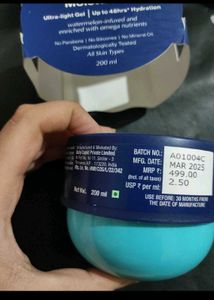 Ultra-light Gel | Up to 48hrs* Hydration
watermelon-infused and
enriched with omega nutrients
No Parabens | No Silicones | No Mineral Oil
Dermatologically Tested
All Skin Types
200 ml
Private Limited
Net Vol. 200 ml
BATCH NO.: A01004C
MFG. DATE: MAR 2025
MRP ₹: 499.00
(Incl. of all taxes)
USP ₹ per ml: 2.50
USE BEFORE: 30 MONTHS FROM
THE DATE OF MANUFACTURE